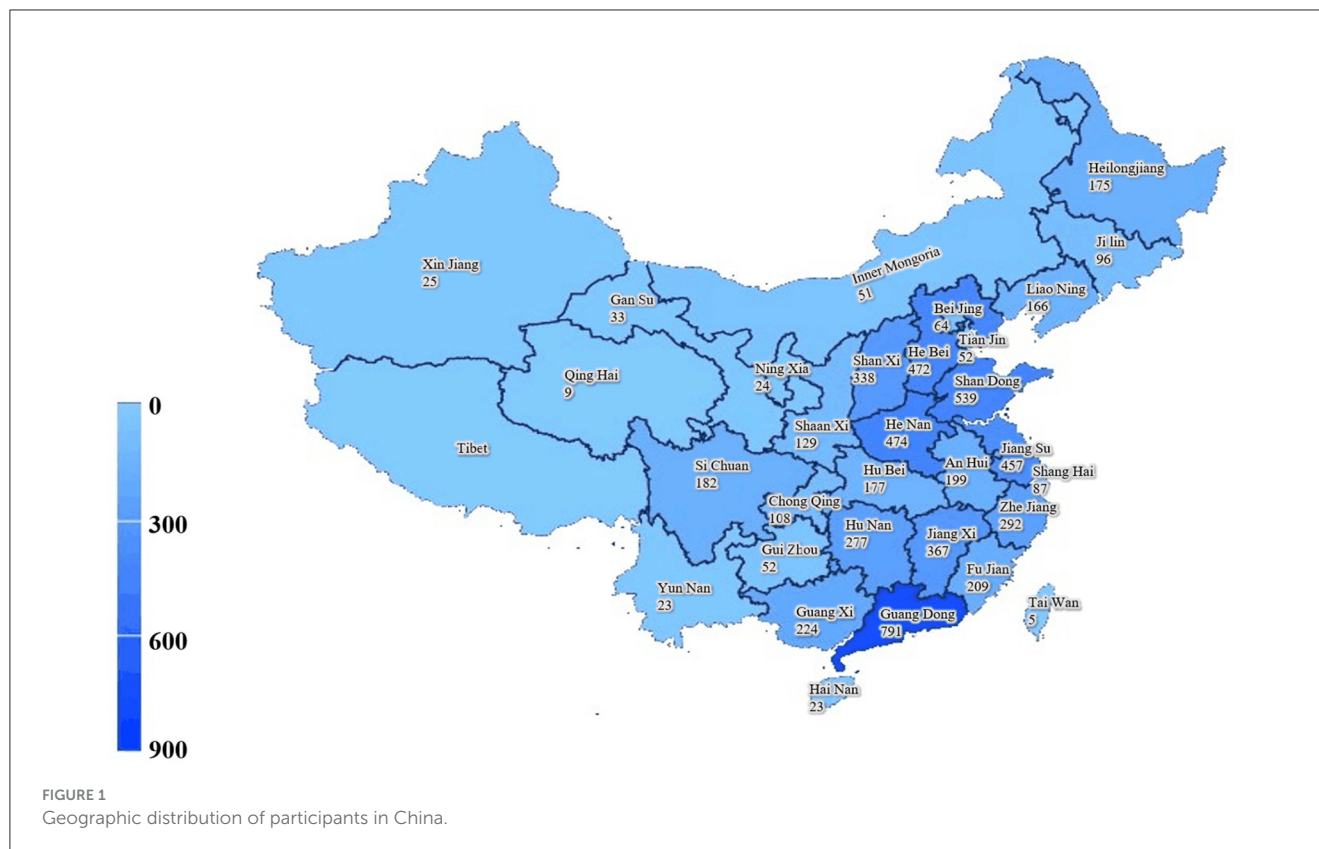 Heilongjiang
175
Ji lin
96
Xin Jiang
25
Inner Mongoria
51
Gan Su
33
Liao Ning
166
Bei Jing
64
Tian Jin
52
He Bei
472
Shan Xi
338
Ning Xia
24
Qing Hai
9
Shan Dong
539
0
He Nan
474
Shaan Xi
129
Tibet
Jiang Su
457
Si Chuan
182
Hu Bei
177
An Hui
199
Shang Hai
87
Chong Qing
108
Zhe Jiang
292
300
Hu Nan
277
Jiang Xi
367
Gui Zhou
52
Fu Jian
209
Yun Nan
23
Tai Wan
5
Guang Xi
224
Guang Dong
791
600
Hai Nan
23
900
FIGURE 1
Geographic distribution of participants in China.